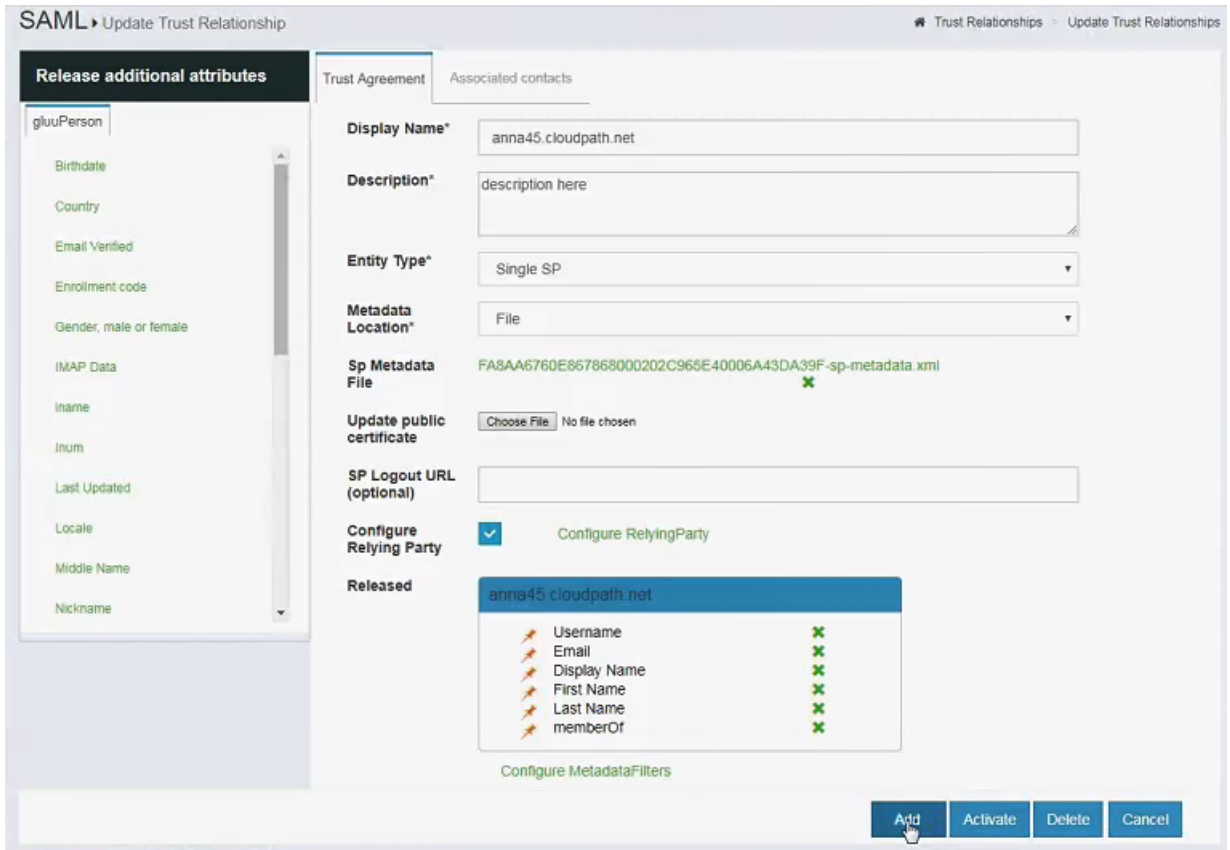 SAML ▸ Update Trust Relationship
Trust Relationships Update Trust Relationships
Release additional attributes
gluuPerson
Birthdate
Country
Email Verified
Enrollment code
Gender, male or female
IMAP Data
iname
Inum
Last Updated
Locale
Middle Name
Nickname
Trust Agreement Associated contacts
Display Name* anna45.cloudpath.net
Description* description here
Entity Type* Single SP
Metadata
Location* File
Sp Metadata
File FA8AA6760E867868000202C965E40006A43DA39F-sp-metadata.xml
Update public
certificate Choose File No file chosen
SP Logout URL
(optional)
Configure
Relying Party Configure RelyingParty
Released
anna45.cloudpath.net
Username
Email
Display Name
First Name
Last Name
memberOf
Configure MetadataFilters
Add Activate Delete Cancel